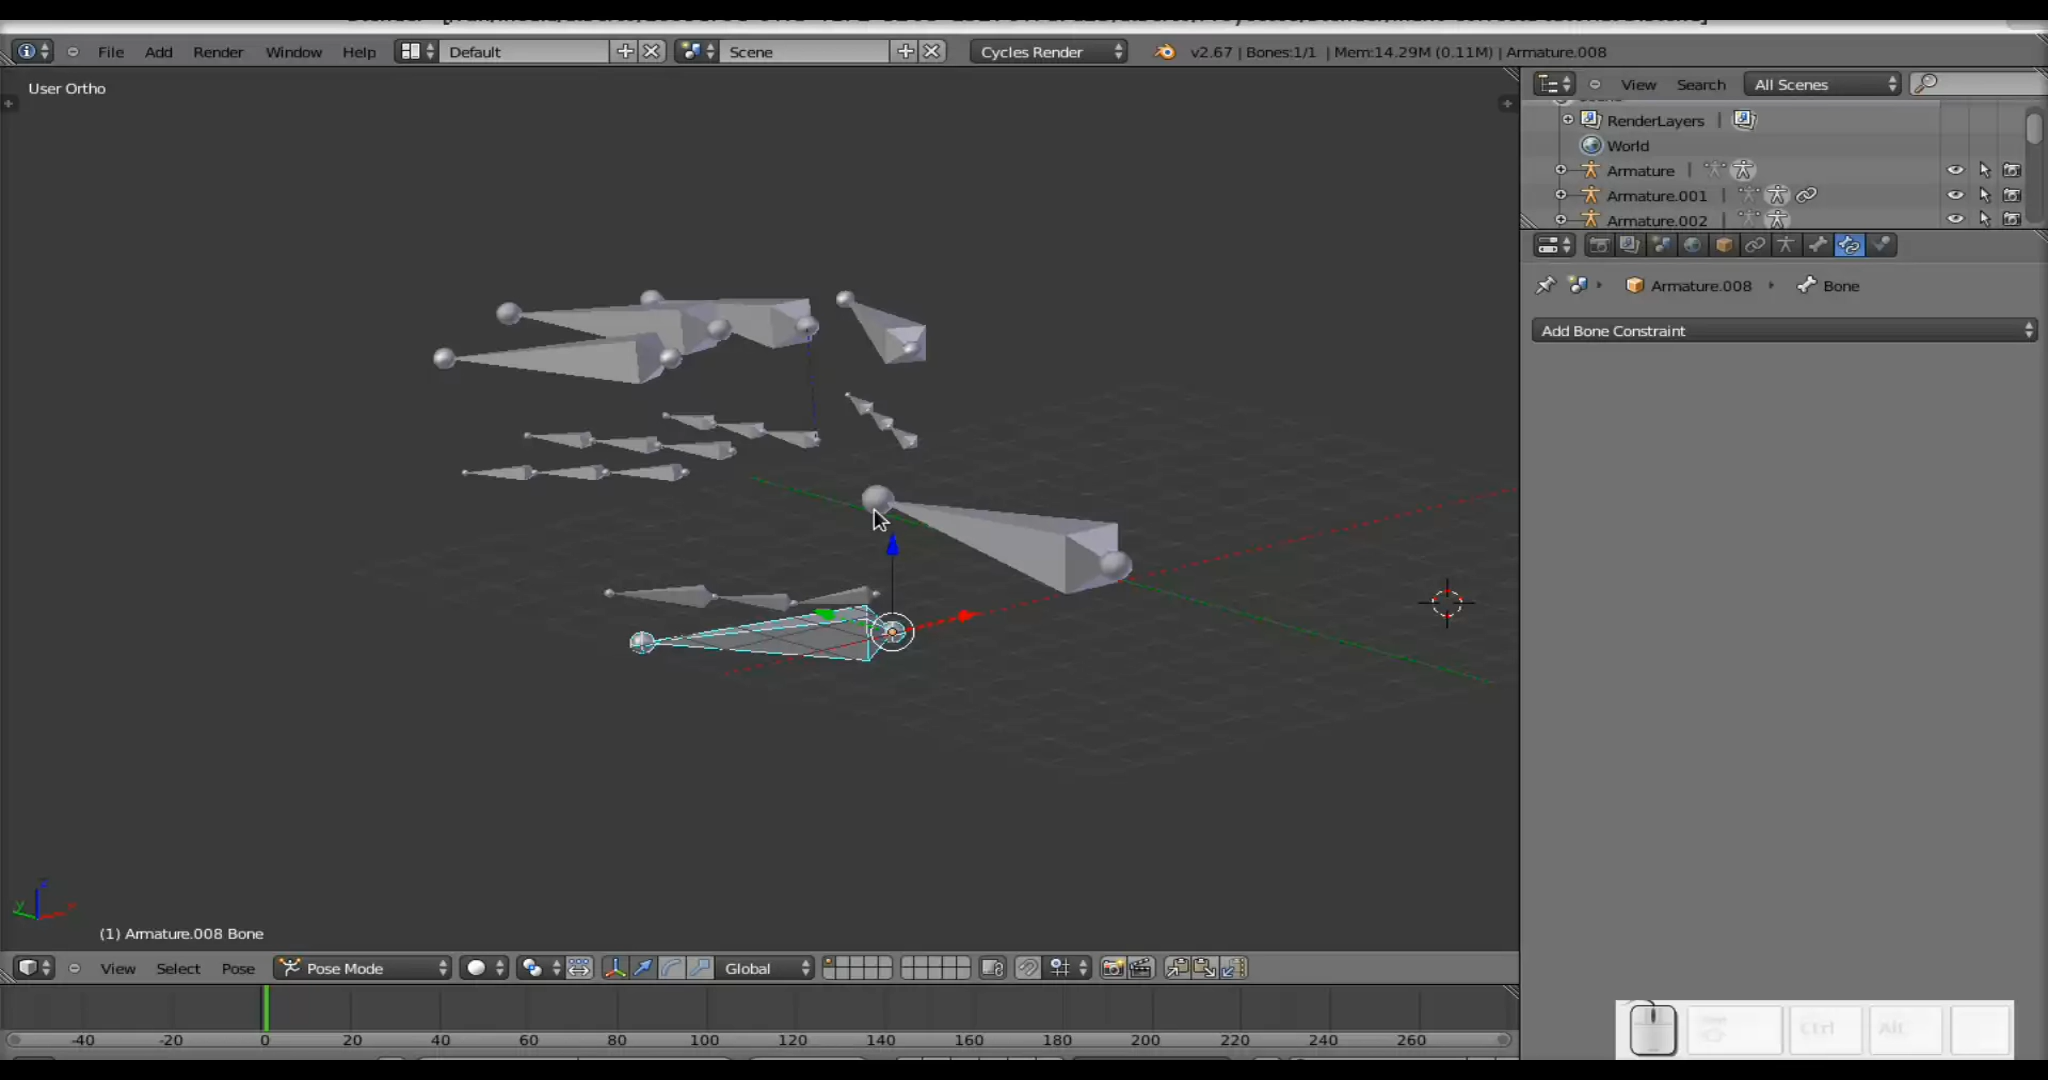 File Add Render Window Help Default Scene Cycles Render v2.67 | Bones:1/1 | Mem:14.29M (0.11M) | Armature.008
User Ortho
View Search All Scenes
RenderLayers
World
Armature
Armature.001
Armature.002
Armature.008 Bone
Add Bone Constraint
(1) Armature.008 Bone
View Select Pose Pose Mode Global
-40 -20 0 20 40 60 80 100 120 140 160 180 200 220 240 260
Ctrl Alt